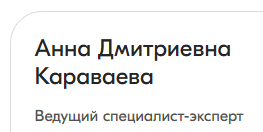 Анна Дмитриевна
Караваева
Ведущий специалист-эксперт